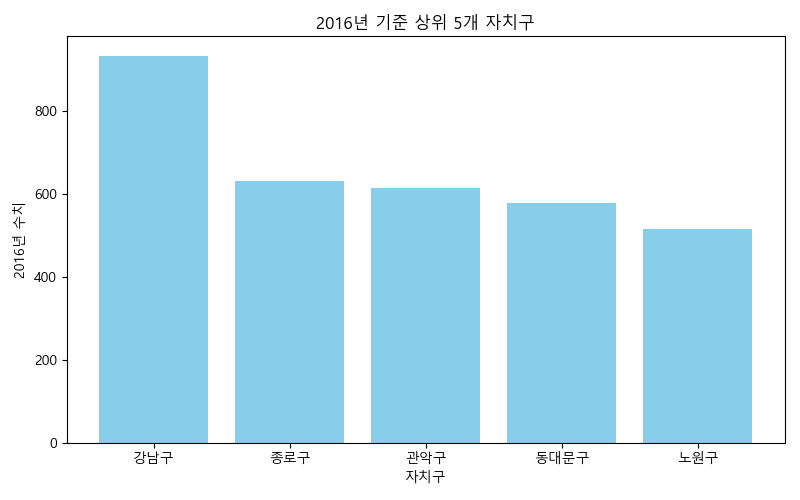 2016년 기준 상위 5개 자치구
2016년 수치
800
600
400
200
0
강남구 종로구 관악구 동대문구 노원구
자치구